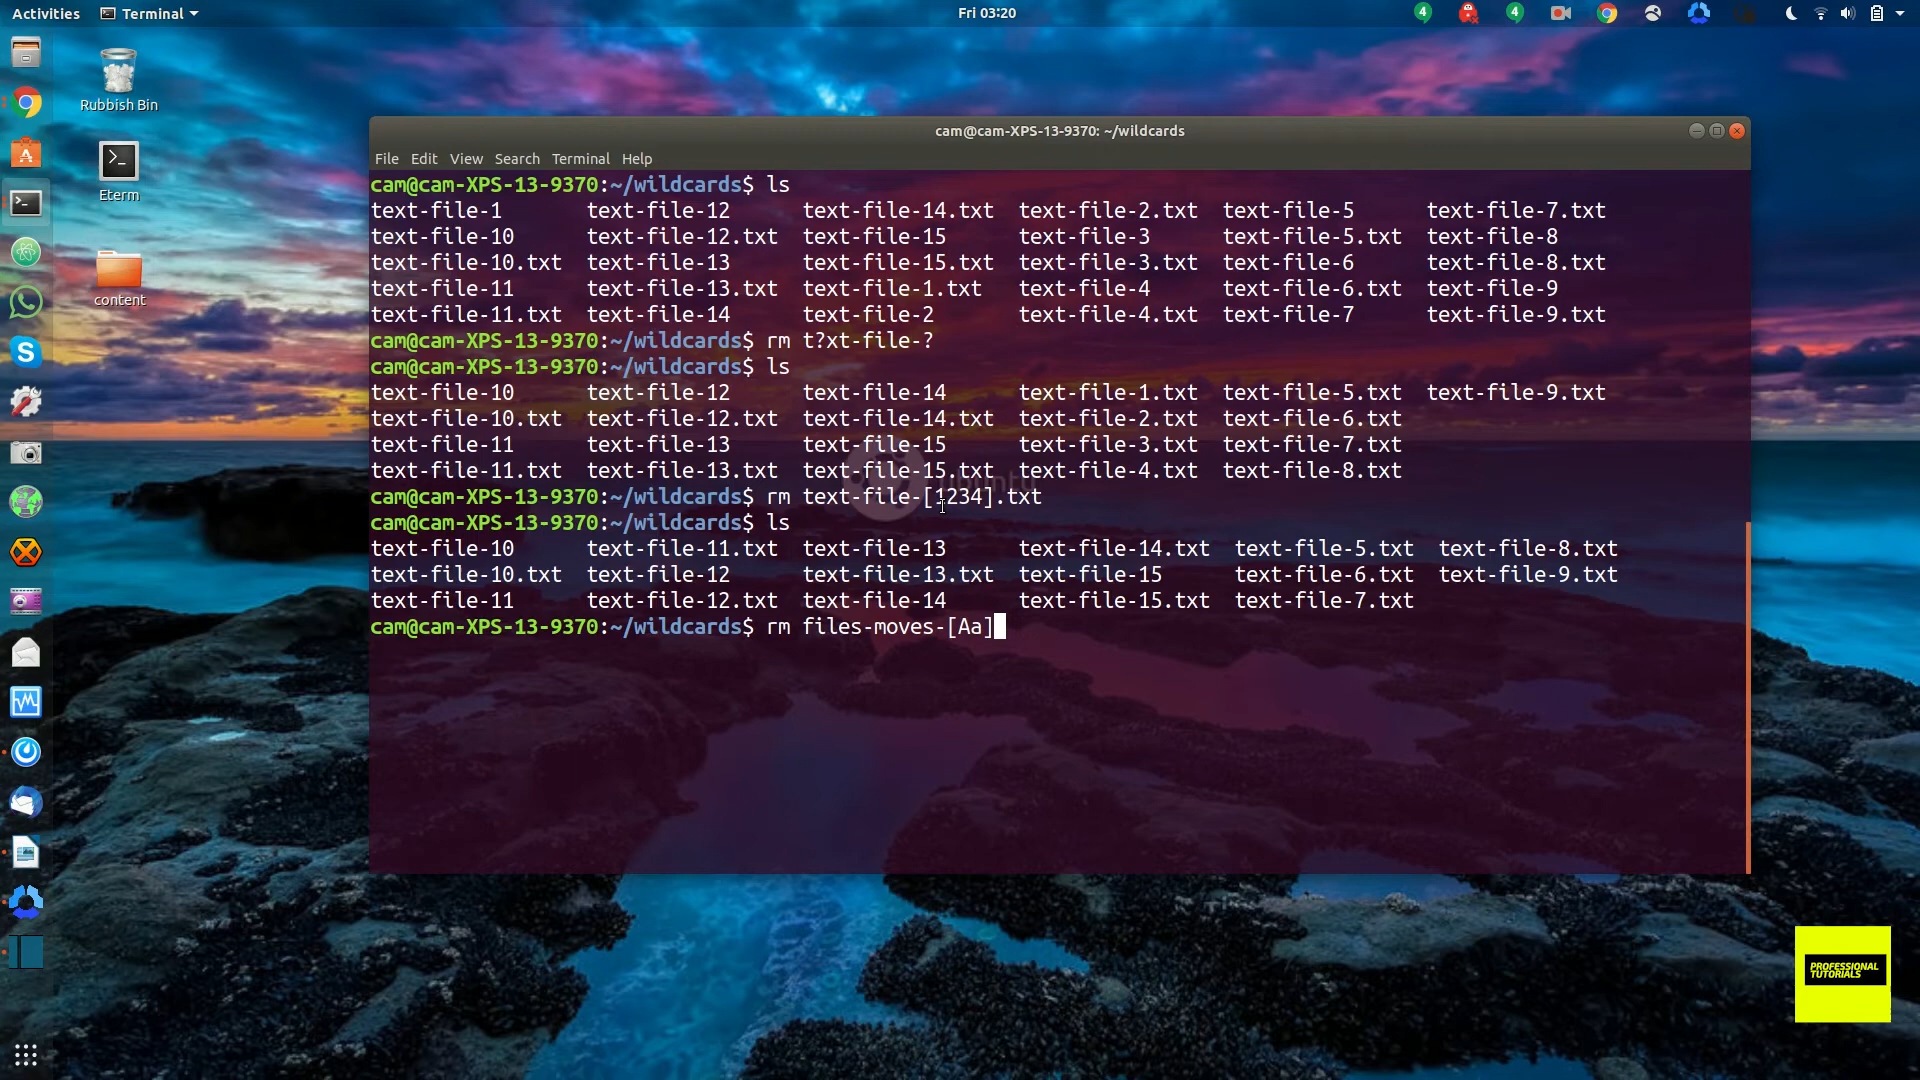 Activities Terminal Fri 03:20 4 4
Rubbish Bin
Eterm
content
cam@cam-XPS-13-9370: ~/wildcards
File Edit View Search Terminal Help
cam@cam-XPS-13-9370:~/wildcards$ ls
text-file-1 text-file-12 text-file-14.txt text-file-2.txt text-file-5 text-file-7.txt
text-file-10 text-file-12.txt text-file-15 text-file-3 text-file-5.txt text-file-8
text-file-10.txt text-file-13 text-file-15.txt text-file-3.txt text-file-6 text-file-8.txt
text-file-11 text-file-13.txt text-file-1.txt text-file-4 text-file-6.txt text-file-9
text-file-11.txt text-file-14 text-file-2 text-file-4.txt text-file-7 text-file-9.txt
cam@cam-XPS-13-9370:~/wildcards$ rm t?xt-file-?
cam@cam-XPS-13-9370:~/wildcards$ ls
text-file-10 text-file-12 text-file-14 text-file-1.txt text-file-5.txt text-file-9.txt
text-file-10.txt text-file-12.txt text-file-14.txt text-file-2.txt text-file-6.txt
text-file-11 text-file-13 text-file-15 text-file-3.txt text-file-7.txt
text-file-11.txt text-file-13.txt text-file-15.txt text-file-4.txt text-file-8.txt
cam@cam-XPS-13-9370:~/wildcards$ rm text-file-[1234].txt
cam@cam-XPS-13-9370:~/wildcards$ ls
text-file-10 text-file-11.txt text-file-13 text-file-14.txt text-file-5.txt text-file-8.txt
text-file-10.txt text-file-12 text-file-13.txt text-file-15 text-file-6.txt text-file-9.txt
text-file-11 text-file-12.txt text-file-14 text-file-15.txt text-file-7.txt
cam@cam-XPS-13-9370:~/wildcards$ rm files-moves-[Aa]
PROFESSIONAL
TUTORIALS